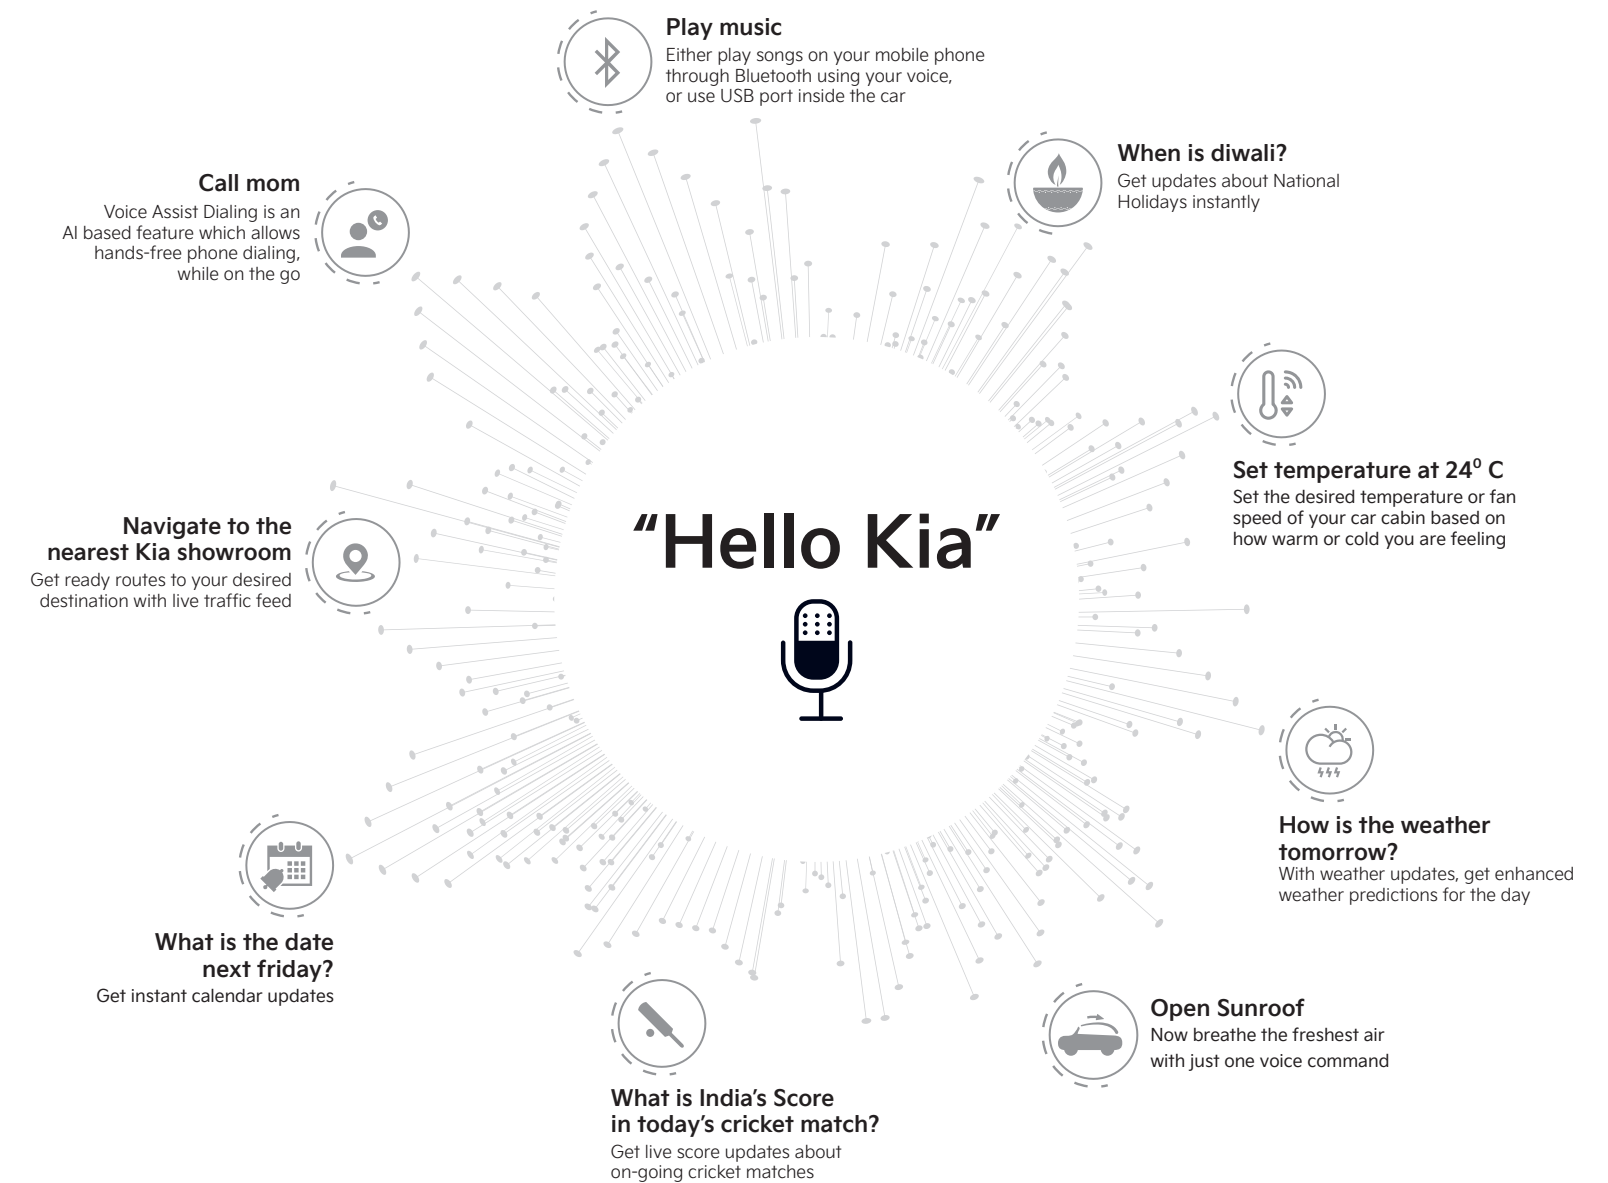 Play music
Either play songs on your mobile phone
through Bluetooth using your voice,
or use USB port inside the car
When is diwali?
Get updates about National
Holidays instantly
Call mom
Voice Assist Dialing is an
AI based feature which allows
hands-free phone dialing,
while on the go
Set temperature at 24⁰ C
Set the desired temperature or fan
speed of your car cabin based on
how warm or cold you are feeling
Navigate to the
nearest Kia showroom
Get ready routes to your desired
destination with live traffic feed
“Hello Kia”
How is the weather
tomorrow?
With weather updates, get enhanced
weather predictions for the day
What is the date
next friday?
Get instant calendar updates
Open Sunroof
Now breathe the freshest air
with just one voice command
What is India’s Score
in today’s cricket match?
Get live score updates about
on-going cricket matches